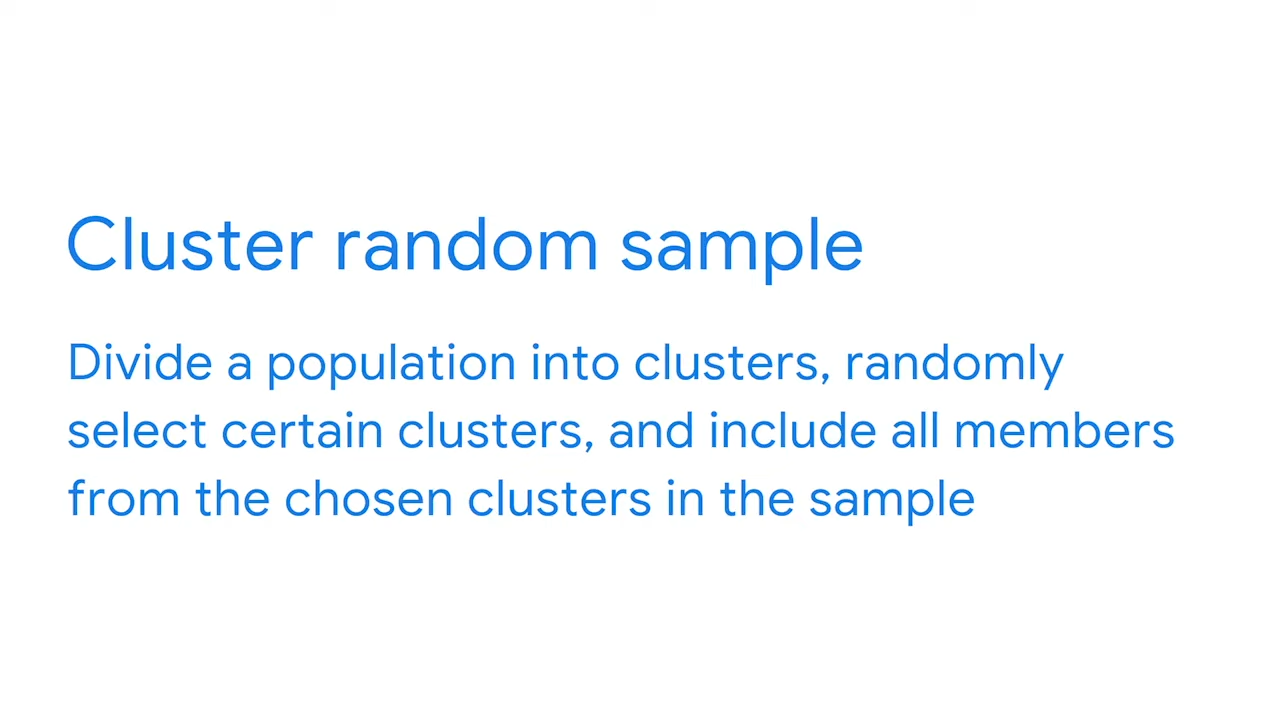 Cluster random sample
Divide a population into clusters, randomly
select certain clusters, and include all members
from the chosen clusters in the sample